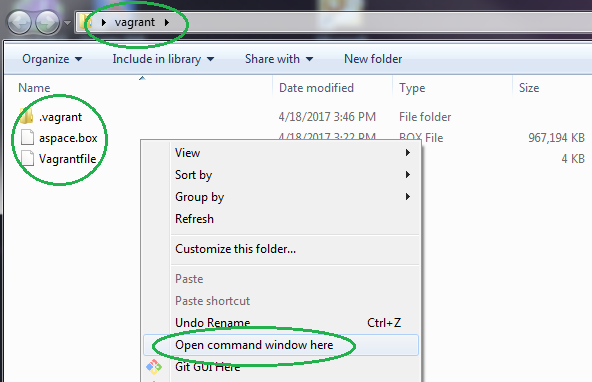 vagrant
Organize Include in library Share with New folder
Name Date modified Type Size
.vagrant 4/18/2017 3:46 PM File folder
aspace.box 4/18/2017 3:22 PM BOX File 967,194 KB
Vagrantfile 4 KB
View
Sort by
Group by
Refresh
Customize this folder...
Paste
Paste shortcut
Undo Rename Ctrl+Z
Open command window here
Git GUI Here